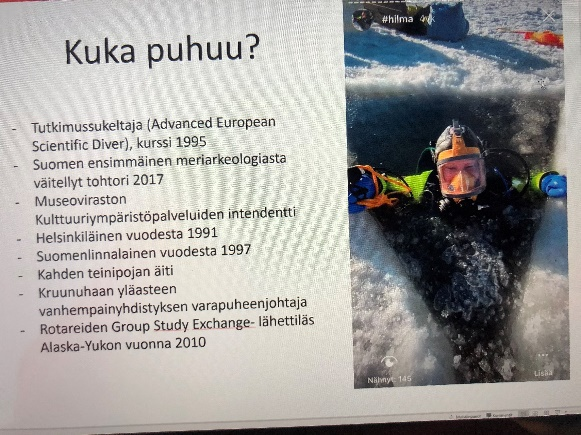 Kuka puhuu?
- Tutkimussukeltaja (Advanced European
Scientific Diver), kurssi 1995
- Suomen ensimmäinen meriarkeologiasta
väitellyt tohtori 2017
- Museoviraston
Kulttuuriympäristöpalveluiden intendentti
- Helsinkiläinen vuodesta 1991
- Suomenlinnalainen vuodesta 1997
- Kahden teinipojan äiti
- Kruunuhaan yläasteen
vanhempainyhdistyksen varapuheenjohtaja
- Rotareiden Group Study Exchange- lähettiläs
Alaska-Yukon vuonna 2010
#hilma
Nähnyt: 145
Lisää